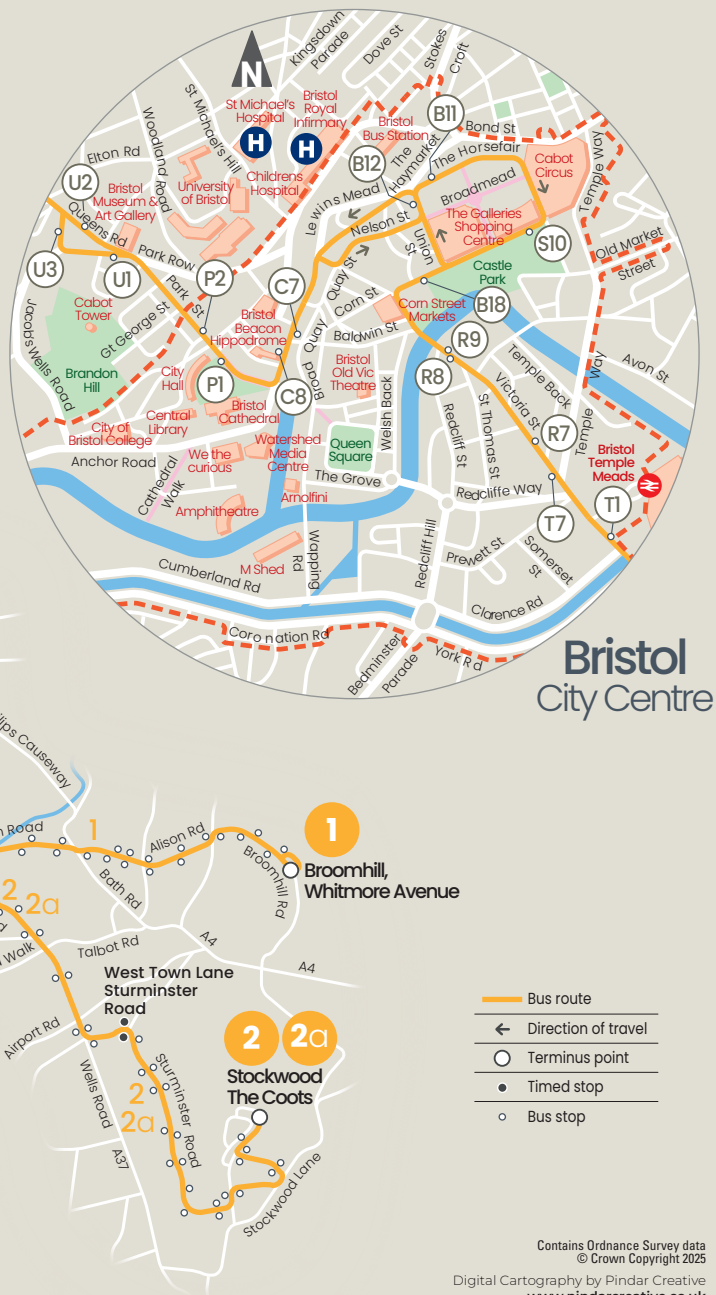 Kingsdown
Parade
Dove St
Stokes
Croft
N
St Michael's
Hospital
Bristol
Royal
Infirmary
H
H
Childrens
Hospital
Woodland Road
St Michael's Hill
Elton Rd
U2
Bristol
Museum &
Art Gallery
University
of Bristol
Bristol
Bus Station
B11
B12
The
Haymarket
Bond St
The Horsefair
Broadmead
Cabot
Circus
Temple Way
Lewins Mead
Nelson St
Union
St
The Galleries
Shopping
Centre
S10
Old Market
Street
Queens Rd
Park Row
U3
U1
P2
Park St
C7
Quay St
Corn St
Castle
Park
Corn Street
Markets
B18
Jacob's Wells Road
Cabot
Tower
Gt George St
Bristol
Beacon
Hippodrome
Broad Quay
Baldwin St
R9
R8
Brandon
Hill
City
Hall
P1
C8
Bristol
Old Vic
Theatre
Welsh Back
Redcliff St
St Thomas St
Victoria St
Temple Back
Avon St
Temple Way
R7
City of
Bristol College
Central
Library
Bristol
Cathedral
Queen
Square
Bristol
Temple
Meads
Anchor Road
Cathedral
Walk
We the
curious
Watershed
Media
Centre
Arnolfini
The Grove
Redcliffe Way
T1
T7
Amphitheatre
M Shed
Wapping
Rd
Redcliff Hill
Prewett St
Somerset
St
Cumberland Rd
Clarence Rd
Coronation Rd
Bedminster
Parade
York Rd
Bristol
City Centre
lips Causeway
n Road
1
Alison Rd
1
Broomhill,
Whitmore Avenue
Broomhill Rd
Bath Rd
2
2a
d
Walk
Talbot Rd
A4
A4
West Town Lane
Sturminster
Road
Airport Rd
2
2a
Stockwood
The Coots
Wells Road
2
2a
Sturminster Road
A37
Stockwood Lane
Bus route
Direction of travel
Terminus point
Timed stop
Bus stop
Contains Ordnance Survey data
© Crown Copyright 2025
Digital Cartography by Pindar Creative
www.pindarcreative.co.uk